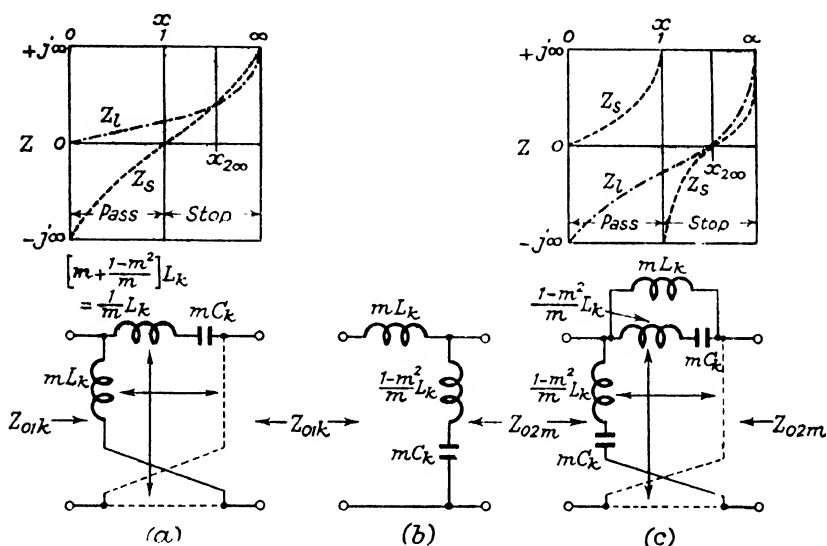 x
0 1 ∞
+j∞
Z_l
Z 0
x_2∞
Z_s
Pass Stop
-j∞
x
0 1 α
+j∞
Z_s
Z 0
x_2∞
Z_l
Z_s
Pass Stop
-j∞
[m + (1-m²)/m] L_k
= 1/m L_k
mC_k
mL_k
Z_01k
(a)
Z_01k
mL_k
(1-m²)/m L_k
mC_k
Z_02m
(b)
mL_k
(1-m²)/m L_k
mC_k
(1-m²)/m L_k
mC_k
Z_02m
(c)